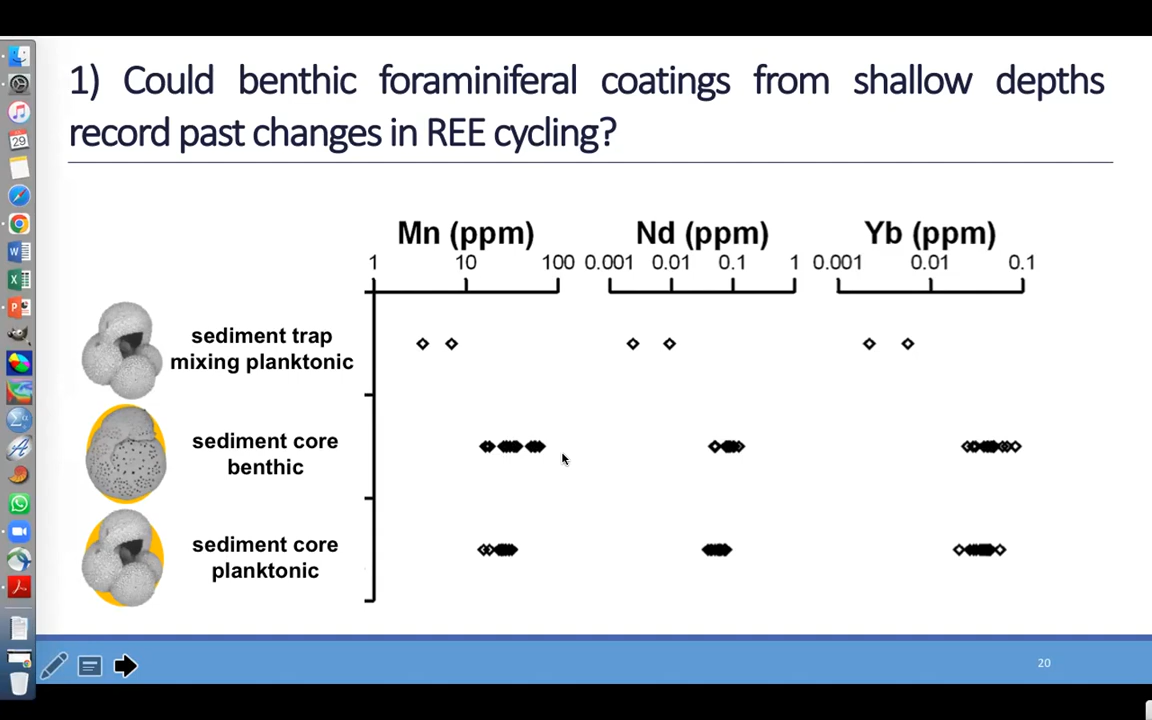 1) Could benthic foraminiferal coatings from shallow depths
record past changes in REE cycling?
Mn (ppm) Nd (ppm) Yb (ppm)
1 10 100 0.001 0.01 0.1 1 0.001 0.01 0.1
sediment trap
mixing planktonic
sediment core
benthic
sediment core
planktonic
20
29